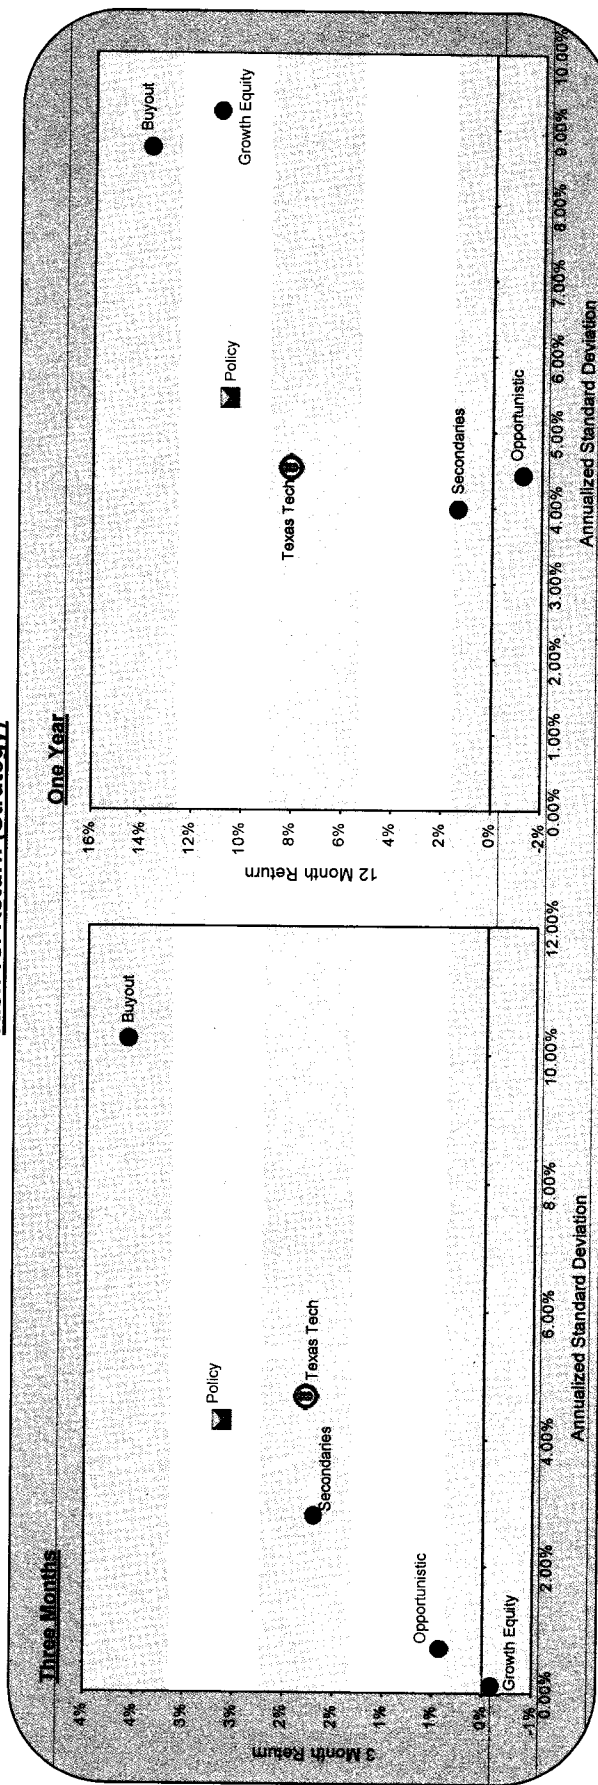 Three Months
4%
4%
3%
3%
2%
2%
1%
1%
0%
-1%
3 Month Return
Buyout
Policy
Texas Tech
Secondaries
Opportunistic
Growth Equity
0.00%
2.00%
4.00%
6.00%
8.00%
10.00%
12.00%
Annualized Standard Deviation
One Year
16%
14%
12%
10%
8%
6%
4%
2%
0%
-2%
12 Month Return
Buyout
Growth Equity
Policy
Texas Tech
Secondaries
Opportunistic
0.00%
1.00%
2.00%
3.00%
4.00%
5.00%
6.00%
7.00%
8.00%
9.00%
10.00%
Annualized Standard Deviation